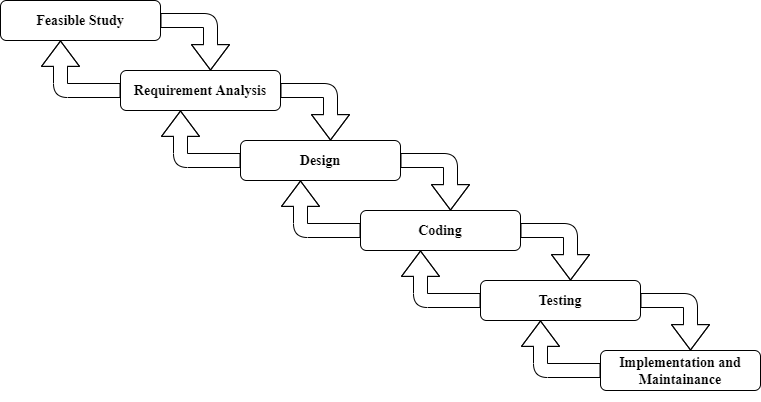 Feasible Study
Requirement Analysis
Design
Coding
Testing
Implementation and
Maintainance